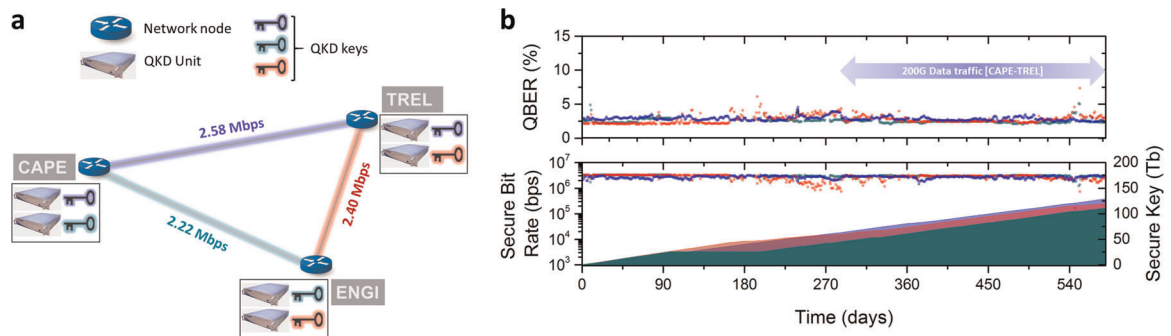 a
Network node
QKD Unit
QKD keys
TREL
2.58 Mbps
CAPE
2.40 Mbps
2.22 Mbps
ENGI
b
QBER (%)
15
10
5
0
200G Data traffic [CAPE-TREL]
Secure Bit
Rate (bps)
10⁷
10⁶
10⁵
10⁴
10³
200
150
100
50
0
Secure Key (Tb)
0 90 180 270 360 450 540
Time (days)